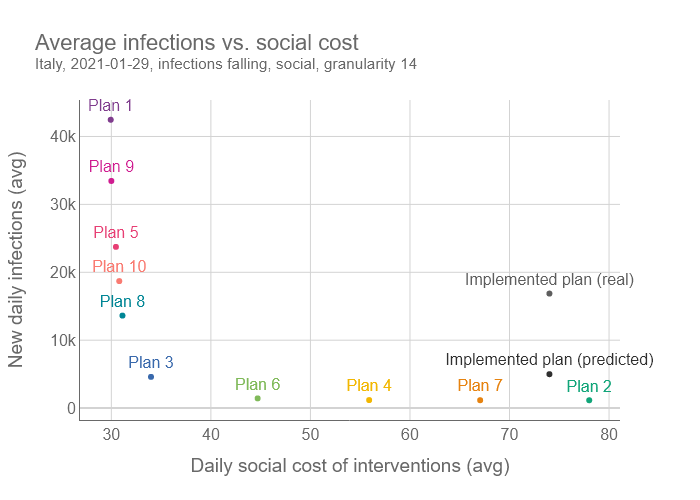 Average infections vs. social cost
Italy, 2021-01-29, infections falling, social, granularity 14
Plan 1
40k
Plan 9
30k
Plan 5
Plan 10
20k
Implemented plan (real)
Plan 8
10k
Plan 3
Implemented plan (predicted)
Plan 6
Plan 4
Plan 7
Plan 2
0
30
40
50
60
70
80
Daily social cost of interventions (avg)
New daily infections (avg)